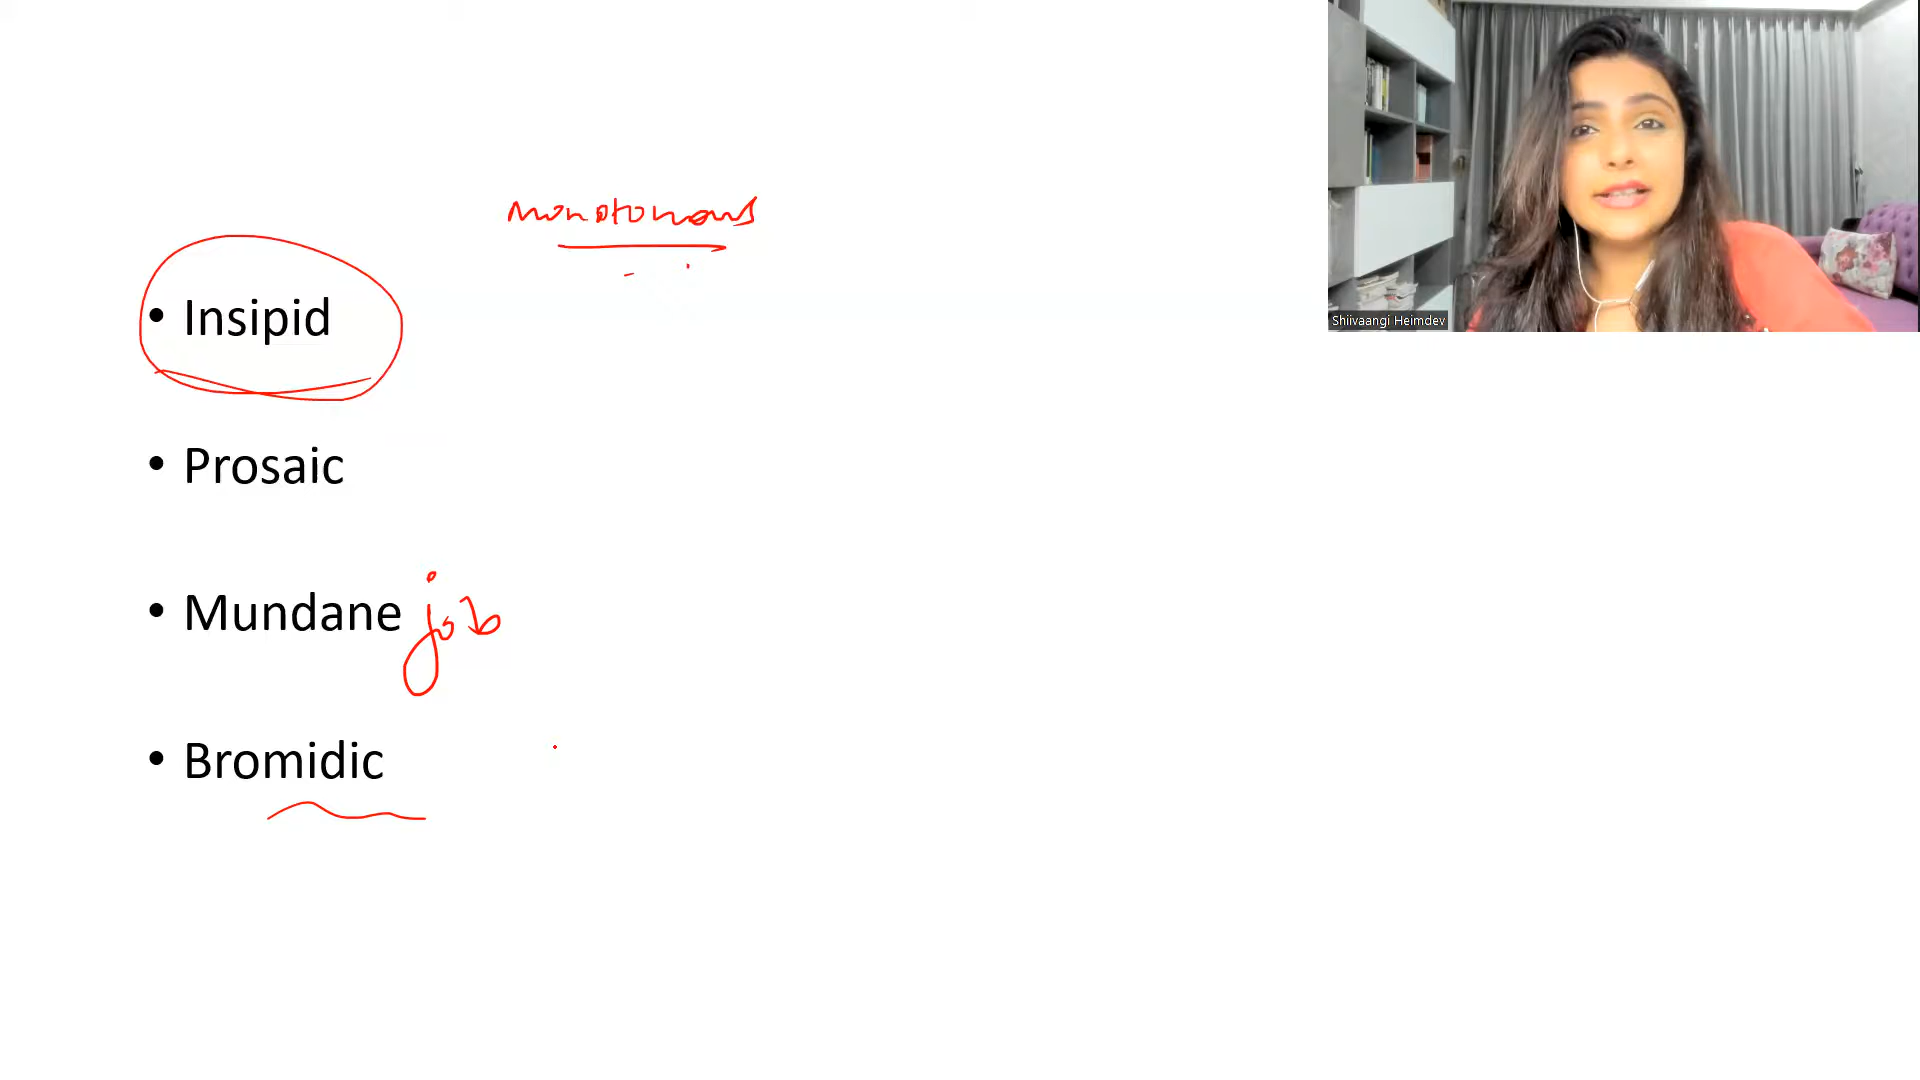 monotonous
• Insipid
• Prosaic
• Mundane job
• Bromidic
Shiivaangi Heimdev